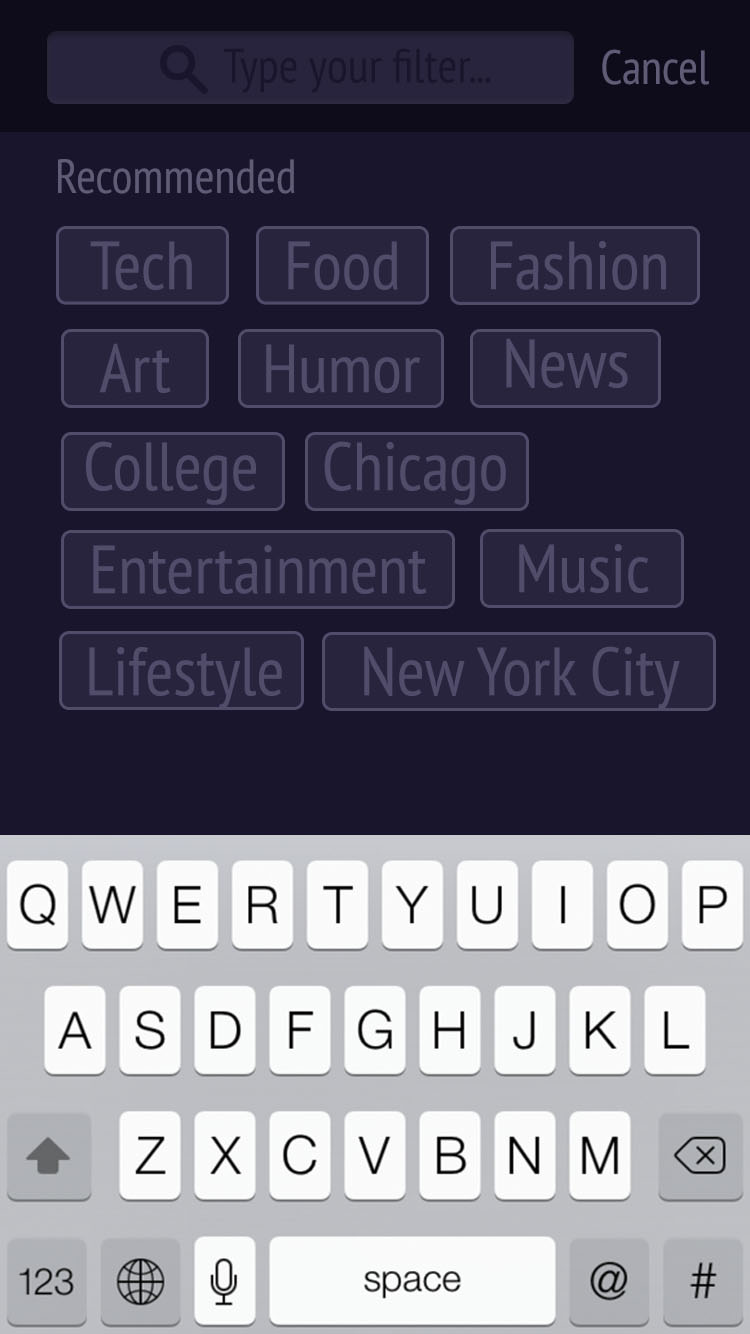 Type your filter... Cancel
Recommended
Tech Food Fashion
Art Humor News
College Chicago
Entertainment Music
Lifestyle New York City
Q W E R T Y U I O P
A S D F G H J K L
Z X C V B N M
123 space @ #